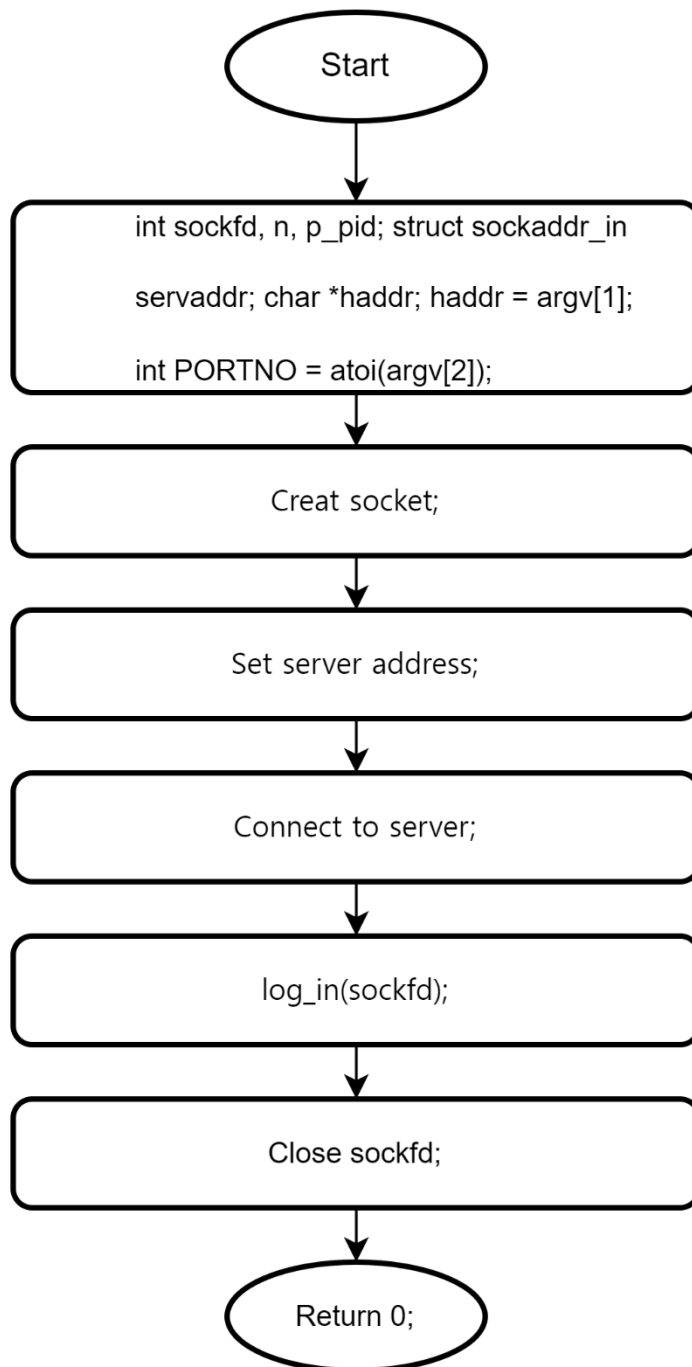 Start
int sockfd, n, p_pid; struct sockaddr_in
servaddr; char *haddr; haddr = argv[1];
int PORTNO = atoi(argv[2]);
Creat socket;
Set server address;
Connect to server;
log_in(sockfd);
Close sockfd;
Return 0;